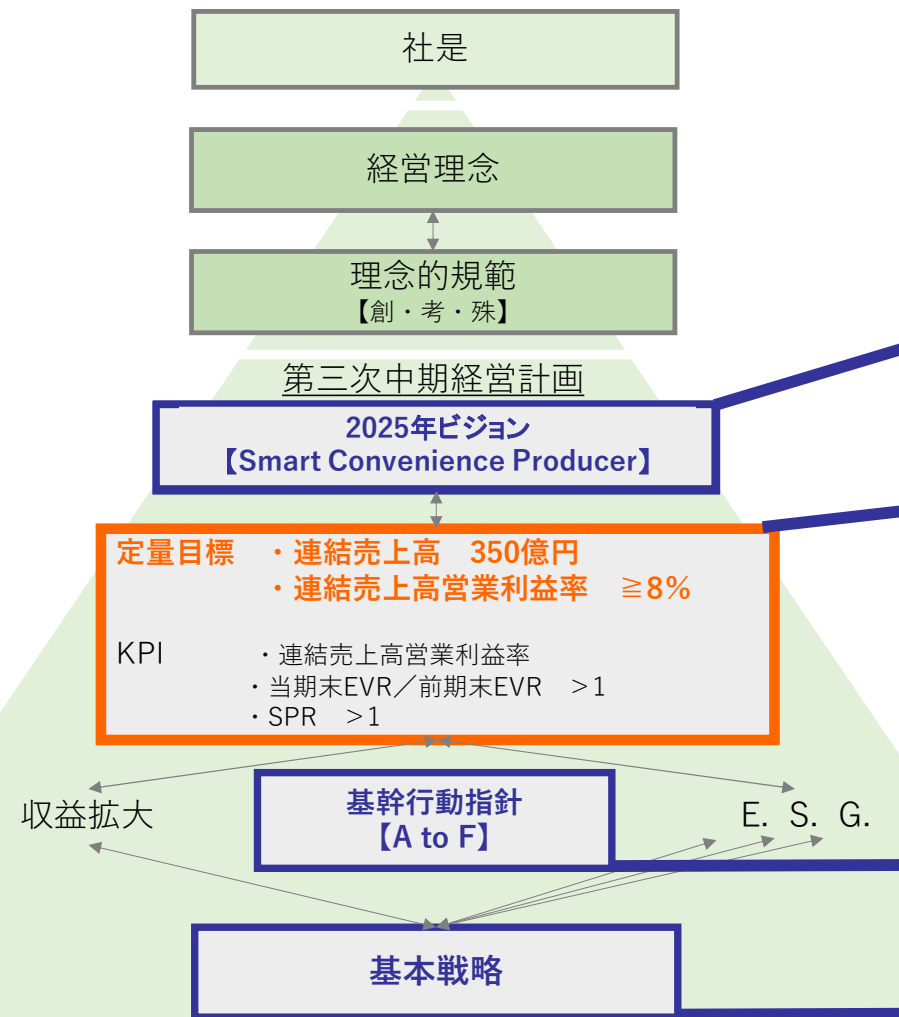 社是
経営理念
理念的規範
【創・考・殊】
第三次中期経営計画
2025年ビジョン
【Smart Convenience Producer】
定量目標 ・連結売上高 350億円
・連結売上高営業利益率 ≧8%
KPI ・連結売上高営業利益率
・当期末EVR／前期末EVR ＞1
・SPR ＞1
収益拡大
基幹行動指針
【A to F】
E. S. G.
基本戦略